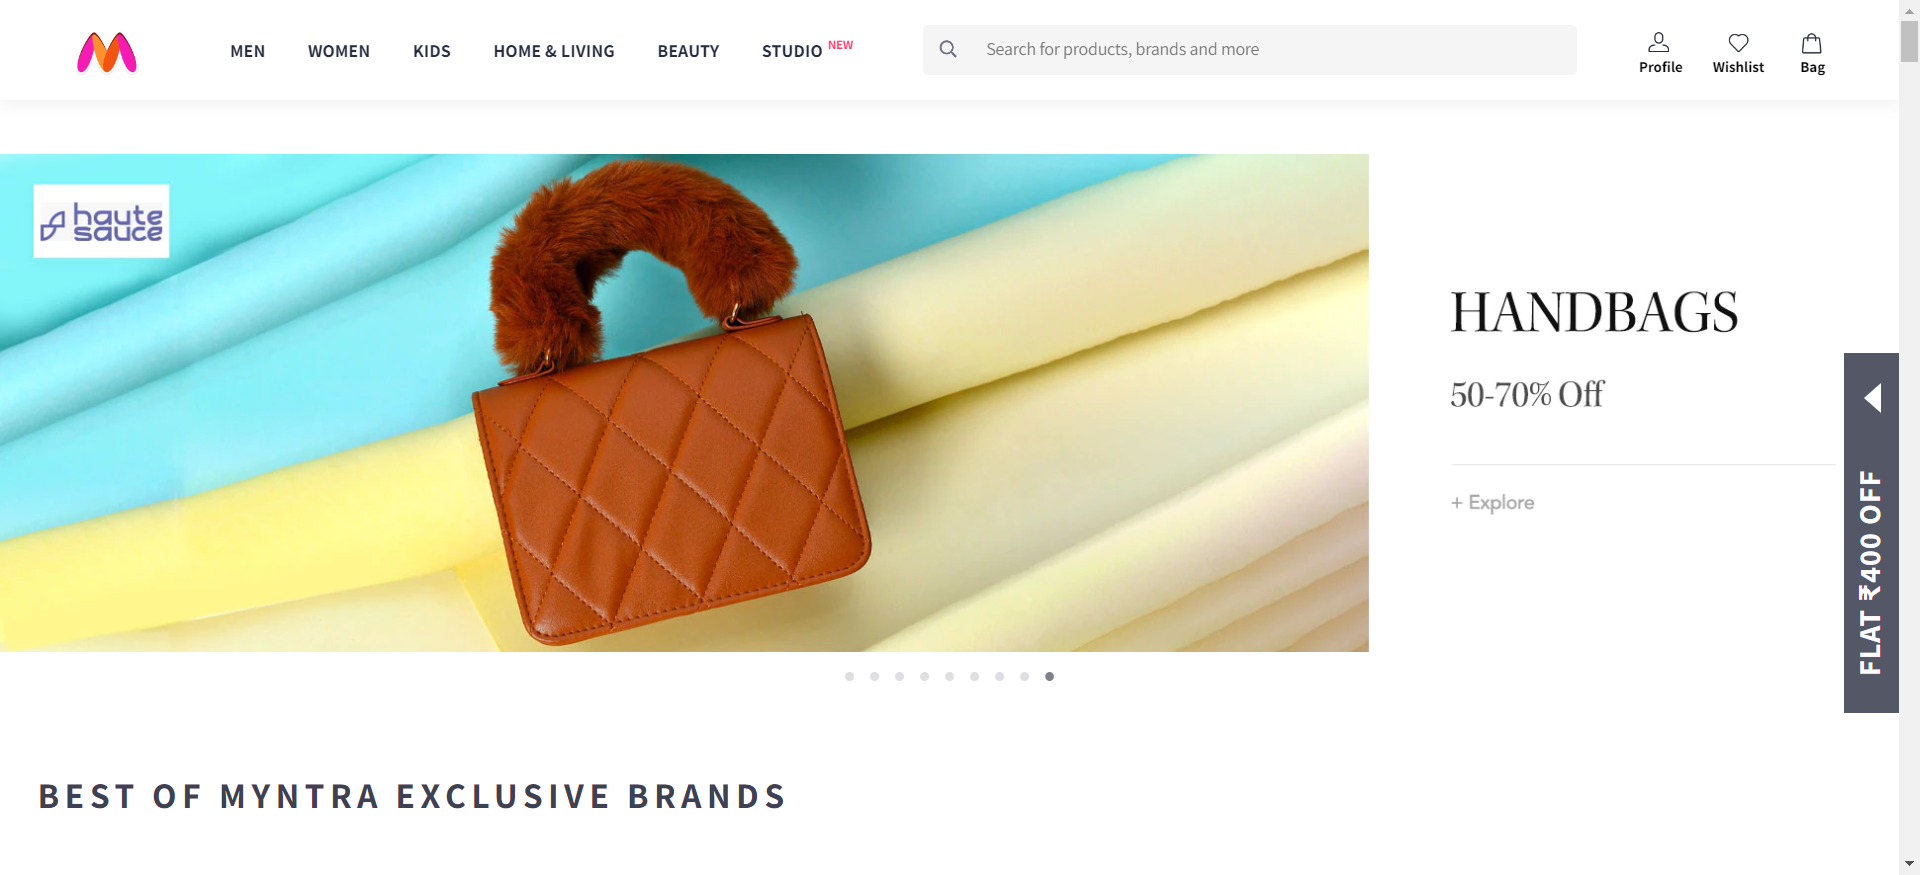 MEN
WOMEN
KIDS
HOME & LIVING
BEAUTY
STUDIO NEW
Search for products, brands and more
Profile
Wishlist
Bag
haute
sauce
HANDBAGS
50-70% Off
+ Explore
FLAT ₹400 OFF
BEST OF MYNTRA EXCLUSIVE BRANDS